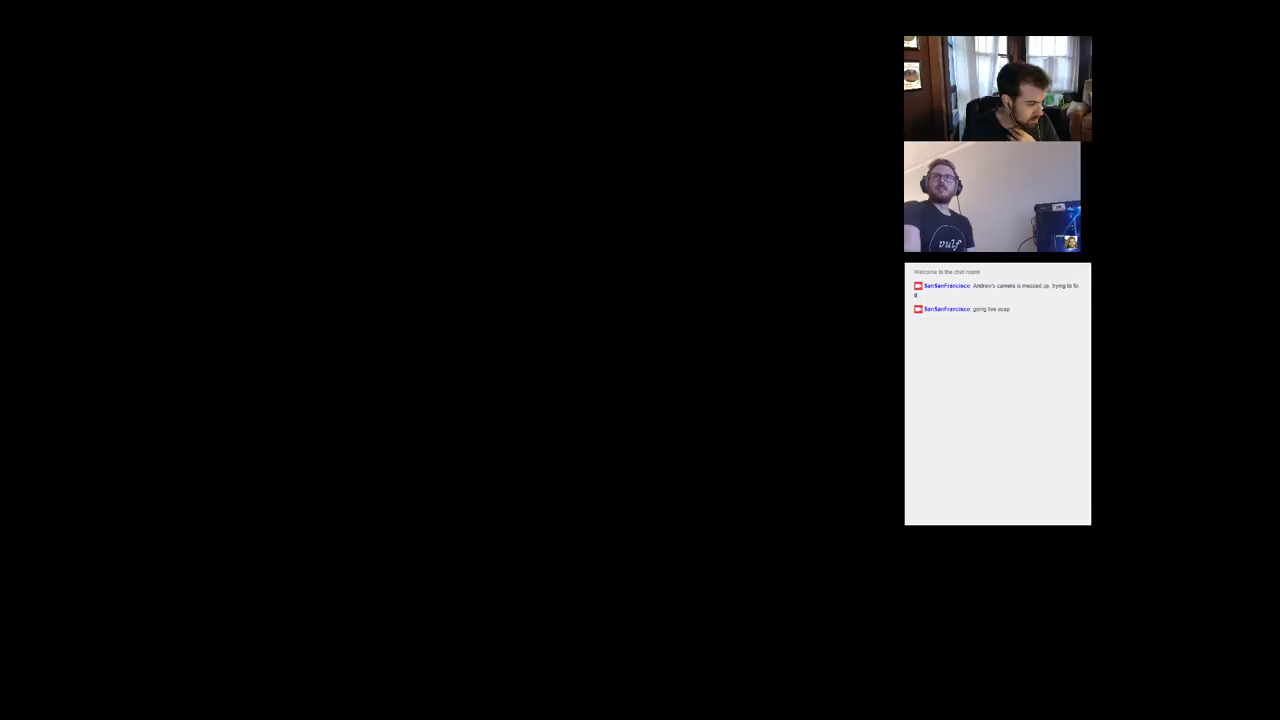 vulf
Welcome to the chat room!
SanSanFrancisco: Andrew's camera is messed up, trying to fix
it
SanSanFrancisco: going live asap